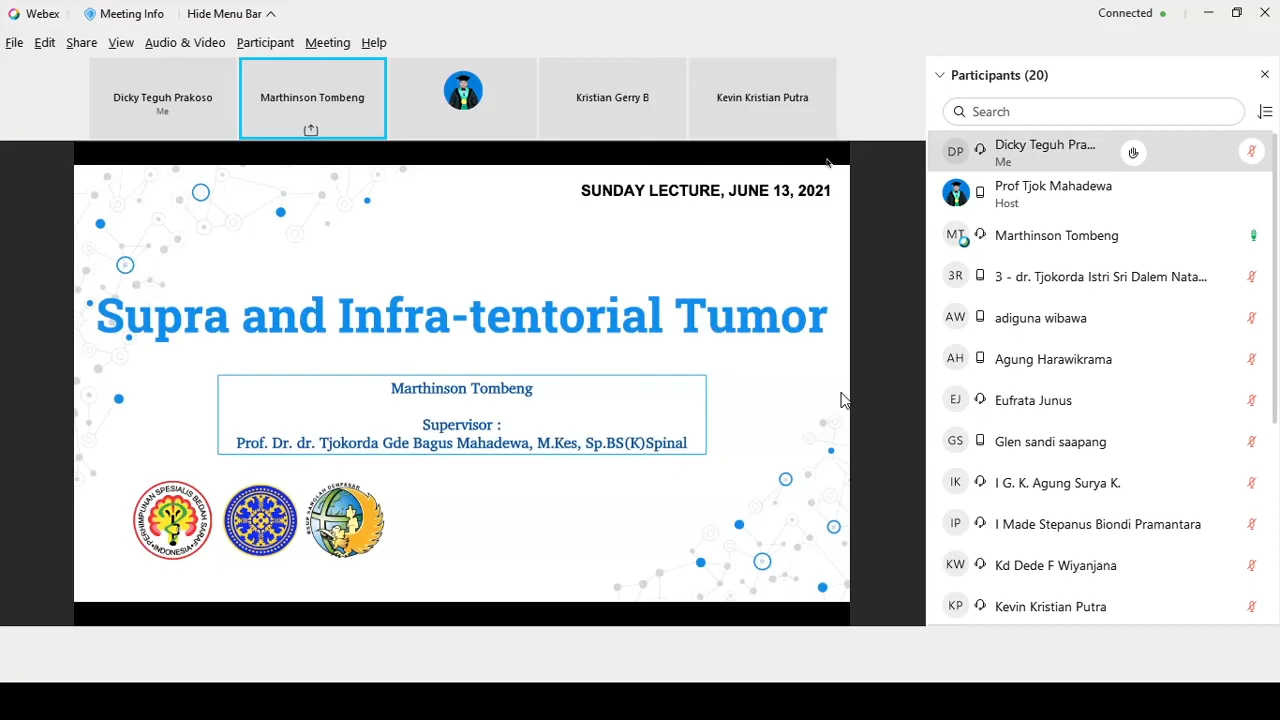 Webex
Meeting Info
Hide Menu Bar
Connected
File Edit Share View Audio & Video Participant Meeting Help
Dicky Teguh Prakoso
Me
Marthinson Tombeng
Kristian Gerry B
Kevin Kristian Putra
SUNDAY LECTURE, JUNE 13, 2021
Supra and Infra-tentorial Tumor
Marthinson Tombeng
Supervisor :
Prof. Dr. dr. Tjokorda Gde Bagus Mahadewa, M.Kes, Sp.BS(K)Spinal
PERHIMPUNAN SPESIALIS BEDAH SARAF
INDONESIA
Participants (20)
Search
DP Dicky Teguh Pra...
Me
Prof Tjok Mahadewa
Host
MT Marthinson Tombeng
3R 3 - dr. Tjokorda Istri Sri Dalem Nata...
AW adiguna wibawa
AH Agung Harawikrama
EJ Eufrata Junus
GS Glen sandi saapang
IK I G. K. Agung Surya K.
IP I Made Stepanus Biondi Pramantara
KW Kd Dede F Wiyanjana
KP Kevin Kristian Putra